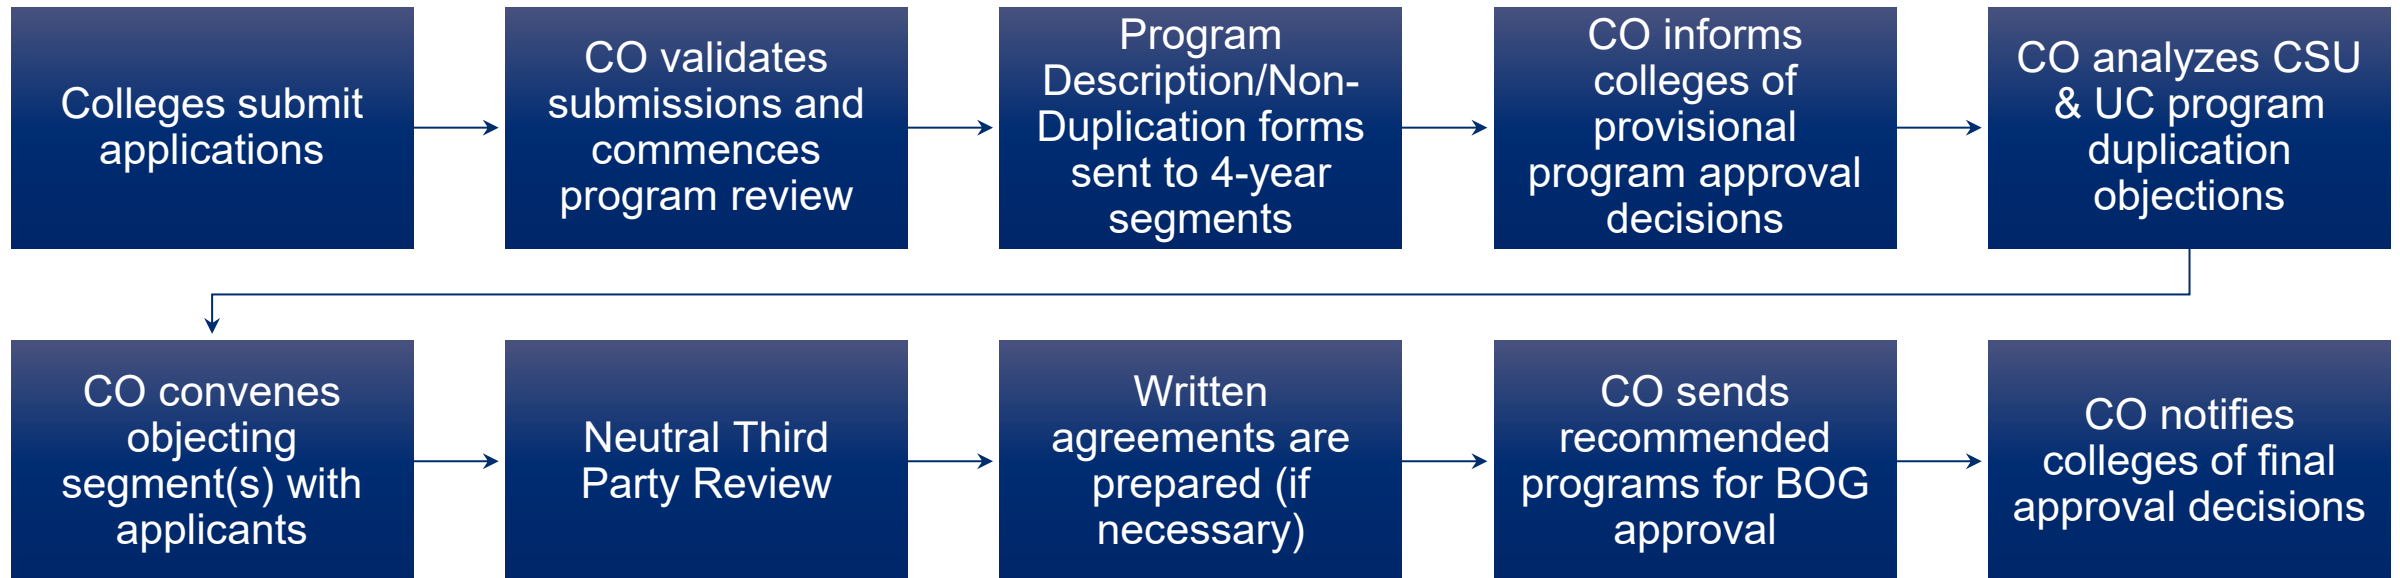 Colleges submit
applications
CO validates
submissions and
commences
program review
Program
Description/Non-
Duplication forms
sent to 4-year
segments
CO informs
colleges of
provisional
program approval
decisions
CO analyzes CSU
& UC program
duplication
objections
CO convenes
objecting
segment(s) with
applicants
Neutral Third
Party Review
Written
agreements are
prepared (if
necessary)
CO sends
recommended
programs for BOG
approval
CO notifies
colleges of final
approval decisions